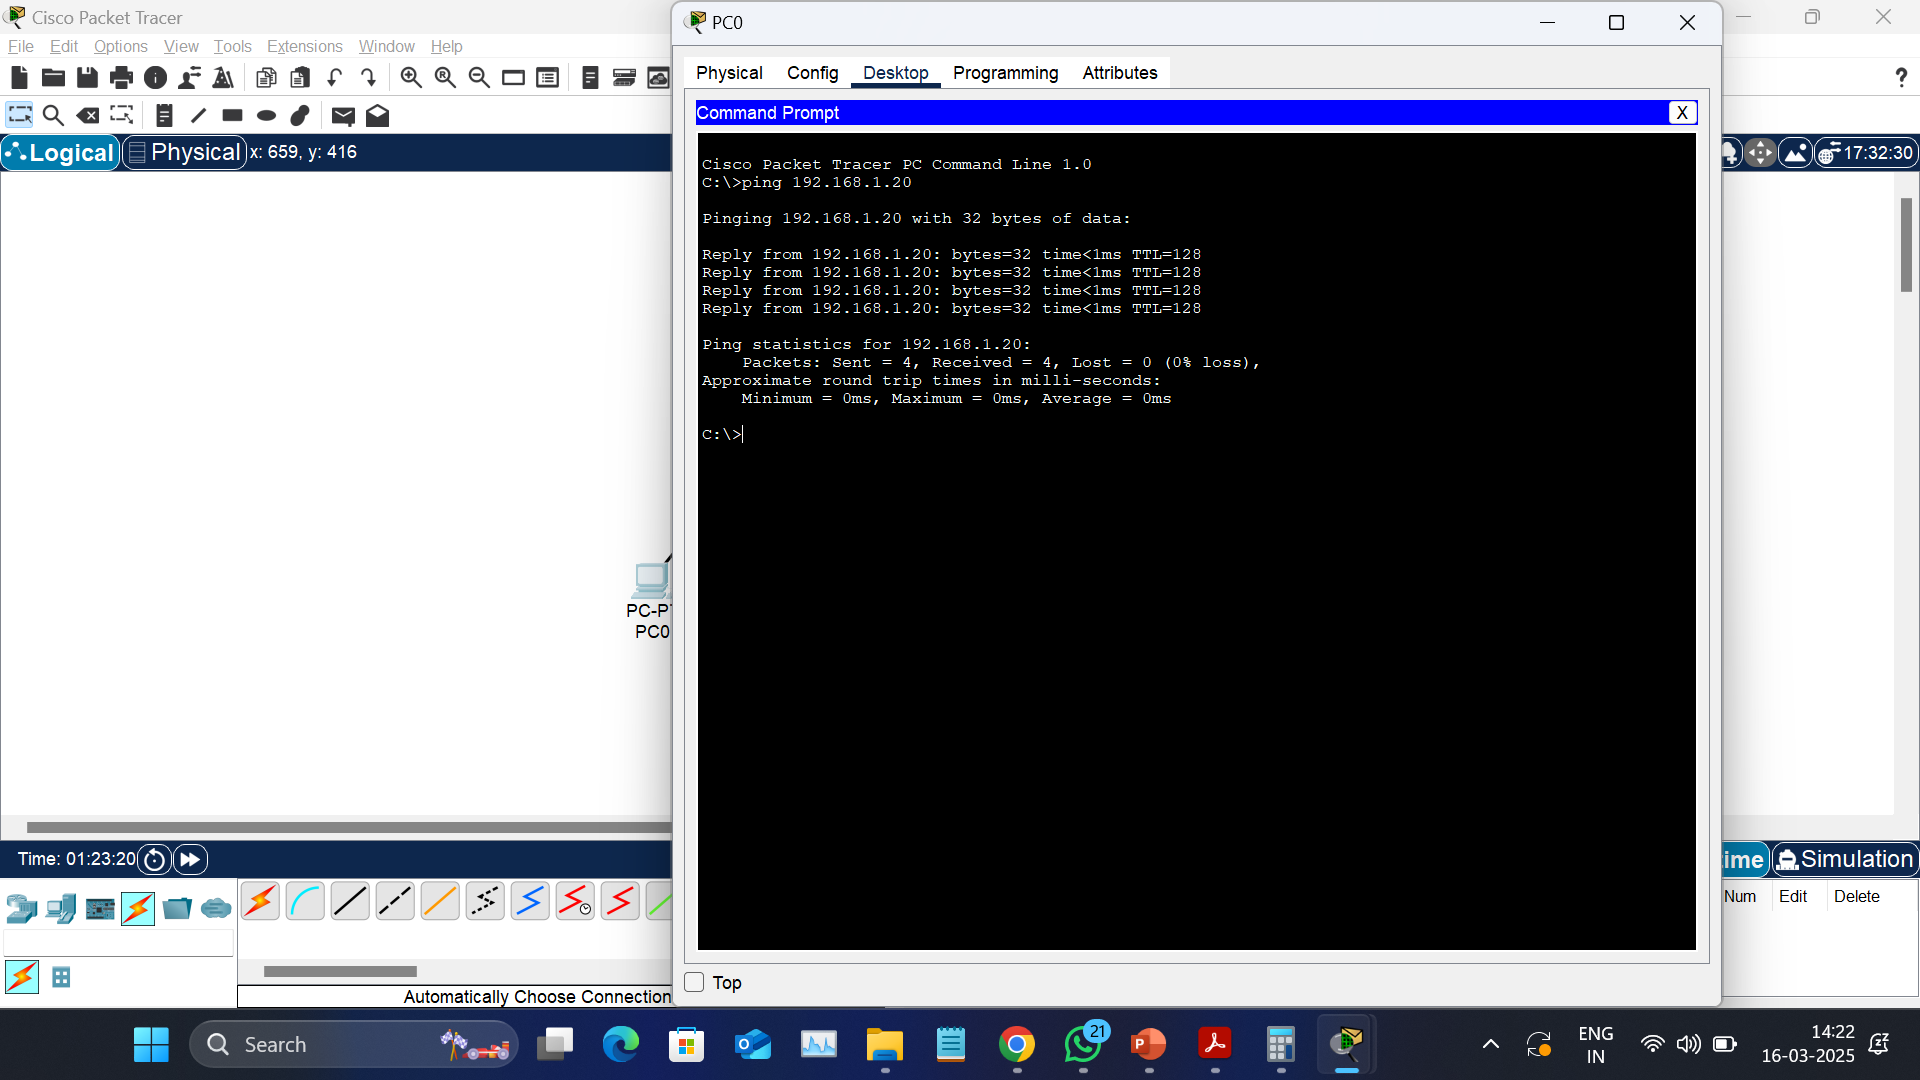 Cisco Packet Tracer
File Edit Options View Tools Extensions Window Help
Logical Physical x: 659, y: 416
17:32:30
PC-P
PC0
Time: 01:23:20
Automatically Choose Connection
PC0
Physical Config Desktop Programming Attributes
Command Prompt X
Cisco Packet Tracer PC Command Line 1.0
C:\>ping 192.168.1.20
Pinging 192.168.1.20 with 32 bytes of data:
Reply from 192.168.1.20: bytes=32 time<1ms TTL=128
Reply from 192.168.1.20: bytes=32 time<1ms TTL=128
Reply from 192.168.1.20: bytes=32 time<1ms TTL=128
Reply from 192.168.1.20: bytes=32 time<1ms TTL=128
Ping statistics for 192.168.1.20:
Packets: Sent = 4, Received = 4, Lost = 0 (0% loss),
Approximate round trip times in milli-seconds:
Minimum = 0ms, Maximum = 0ms, Average = 0ms
C:\>
Top
ime Simulation
Num Edit Delete
Search
21
ENG
IN
14:22
16-03-2025